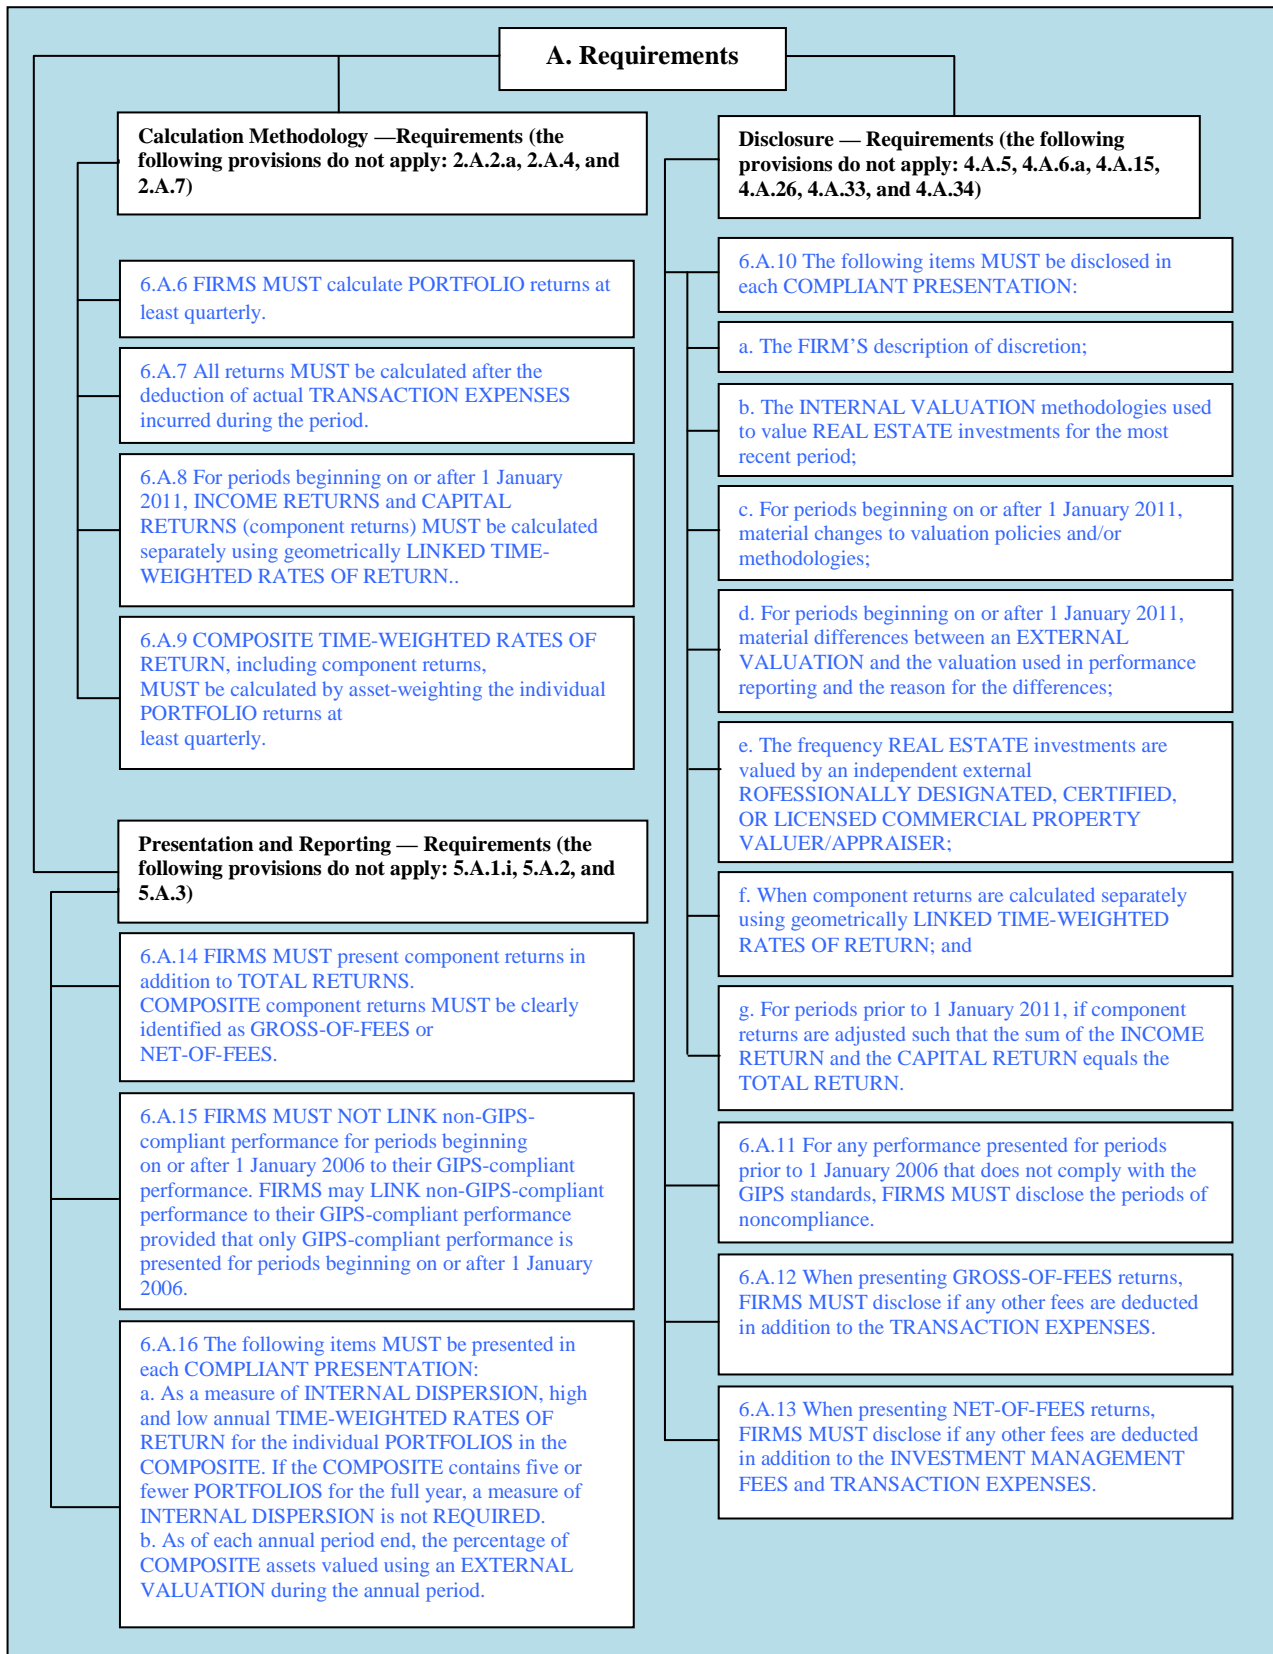 A. Requirements
Calculation Methodology —Requirements (the
following provisions do not apply: 2.A.2.a, 2.A.4, and
2.A.7)
6.A.6 FIRMS MUST calculate PORTFOLIO returns at
least quarterly.
6.A.7 All returns MUST be calculated after the
deduction of actual TRANSACTION EXPENSES
incurred during the period.
6.A.8 For periods beginning on or after 1 January
2011, INCOME RETURNS and CAPITAL
RETURNS (component returns) MUST be calculated
separately using geometrically LINKED TIME-
WEIGHTED RATES OF RETURN..
6.A.9 COMPOSITE TIME-WEIGHTED RATES OF
RETURN, including component returns,
MUST be calculated by asset-weighting the individual
PORTFOLIO returns at
least quarterly.
Presentation and Reporting — Requirements (the
following provisions do not apply: 5.A.1.i, 5.A.2, and
5.A.3)
6.A.14 FIRMS MUST present component returns in
addition to TOTAL RETURNS.
COMPOSITE component returns MUST be clearly
identified as GROSS-OF-FEES or
NET-OF-FEES.
6.A.15 FIRMS MUST NOT LINK non-GIPS-
compliant performance for periods beginning
on or after 1 January 2006 to their GIPS-compliant
performance. FIRMS may LINK non-GIPS-compliant
performance to their GIPS-compliant performance
provided that only GIPS-compliant performance is
presented for periods beginning on or after 1 January
2006.
6.A.16 The following items MUST be presented in
each COMPLIANT PRESENTATION:
a. As a measure of INTERNAL DISPERSION, high
and low annual TIME-WEIGHTED RATES OF
RETURN for the individual PORTFOLIOS in the
COMPOSITE. If the COMPOSITE contains five or
fewer PORTFOLIOS for the full year, a measure of
INTERNAL DISPERSION is not REQUIRED.
b. As of each annual period end, the percentage of
COMPOSITE assets valued using an EXTERNAL
VALUATION during the annual period.
Disclosure — Requirements (the following
provisions do not apply: 4.A.5, 4.A.6.a, 4.A.15,
4.A.26, 4.A.33, and 4.A.34)
6.A.10 The following items MUST be disclosed in
each COMPLIANT PRESENTATION:
a. The FIRM'S description of discretion;
b. The INTERNAL VALUATION methodologies used
to value REAL ESTATE investments for the most
recent period;
c. For periods beginning on or after 1 January 2011,
material changes to valuation policies and/or
methodologies;
d. For periods beginning on or after 1 January 2011,
material differences between an EXTERNAL
VALUATION and the valuation used in performance
reporting and the reason for the differences;
e. The frequency REAL ESTATE investments are
valued by an independent external
ROFESSIONALLY DESIGNATED, CERTIFIED,
OR LICENSED COMMERCIAL PROPERTY
VALUER/APPRAISER;
f. When component returns are calculated separately
using geometrically LINKED TIME-WEIGHTED
RATES OF RETURN; and
g. For periods prior to 1 January 2011, if component
returns are adjusted such that the sum of the INCOME
RETURN and the CAPITAL RETURN equals the
TOTAL RETURN.
6.A.11 For any performance presented for periods
prior to 1 January 2006 that does not comply with the
GIPS standards, FIRMS MUST disclose the periods of
noncompliance.
6.A.12 When presenting GROSS-OF-FEES returns,
FIRMS MUST disclose if any other fees are deducted
in addition to the TRANSACTION EXPENSES.
6.A.13 When presenting NET-OF-FEES returns,
FIRMS MUST disclose if any other fees are deducted
in addition to the INVESTMENT MANAGEMENT
FEES and TRANSACTION EXPENSES.